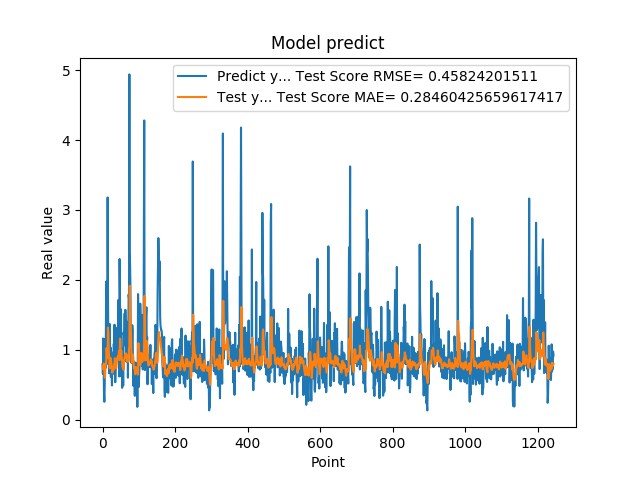 Model predict
Predict y... Test Score RMSE= 0.45824201511
Test y... Test Score MAE= 0.28460425659617417
5
4
3
2
1
0
Real value
0 200 400 600 800 1000 1200
Point